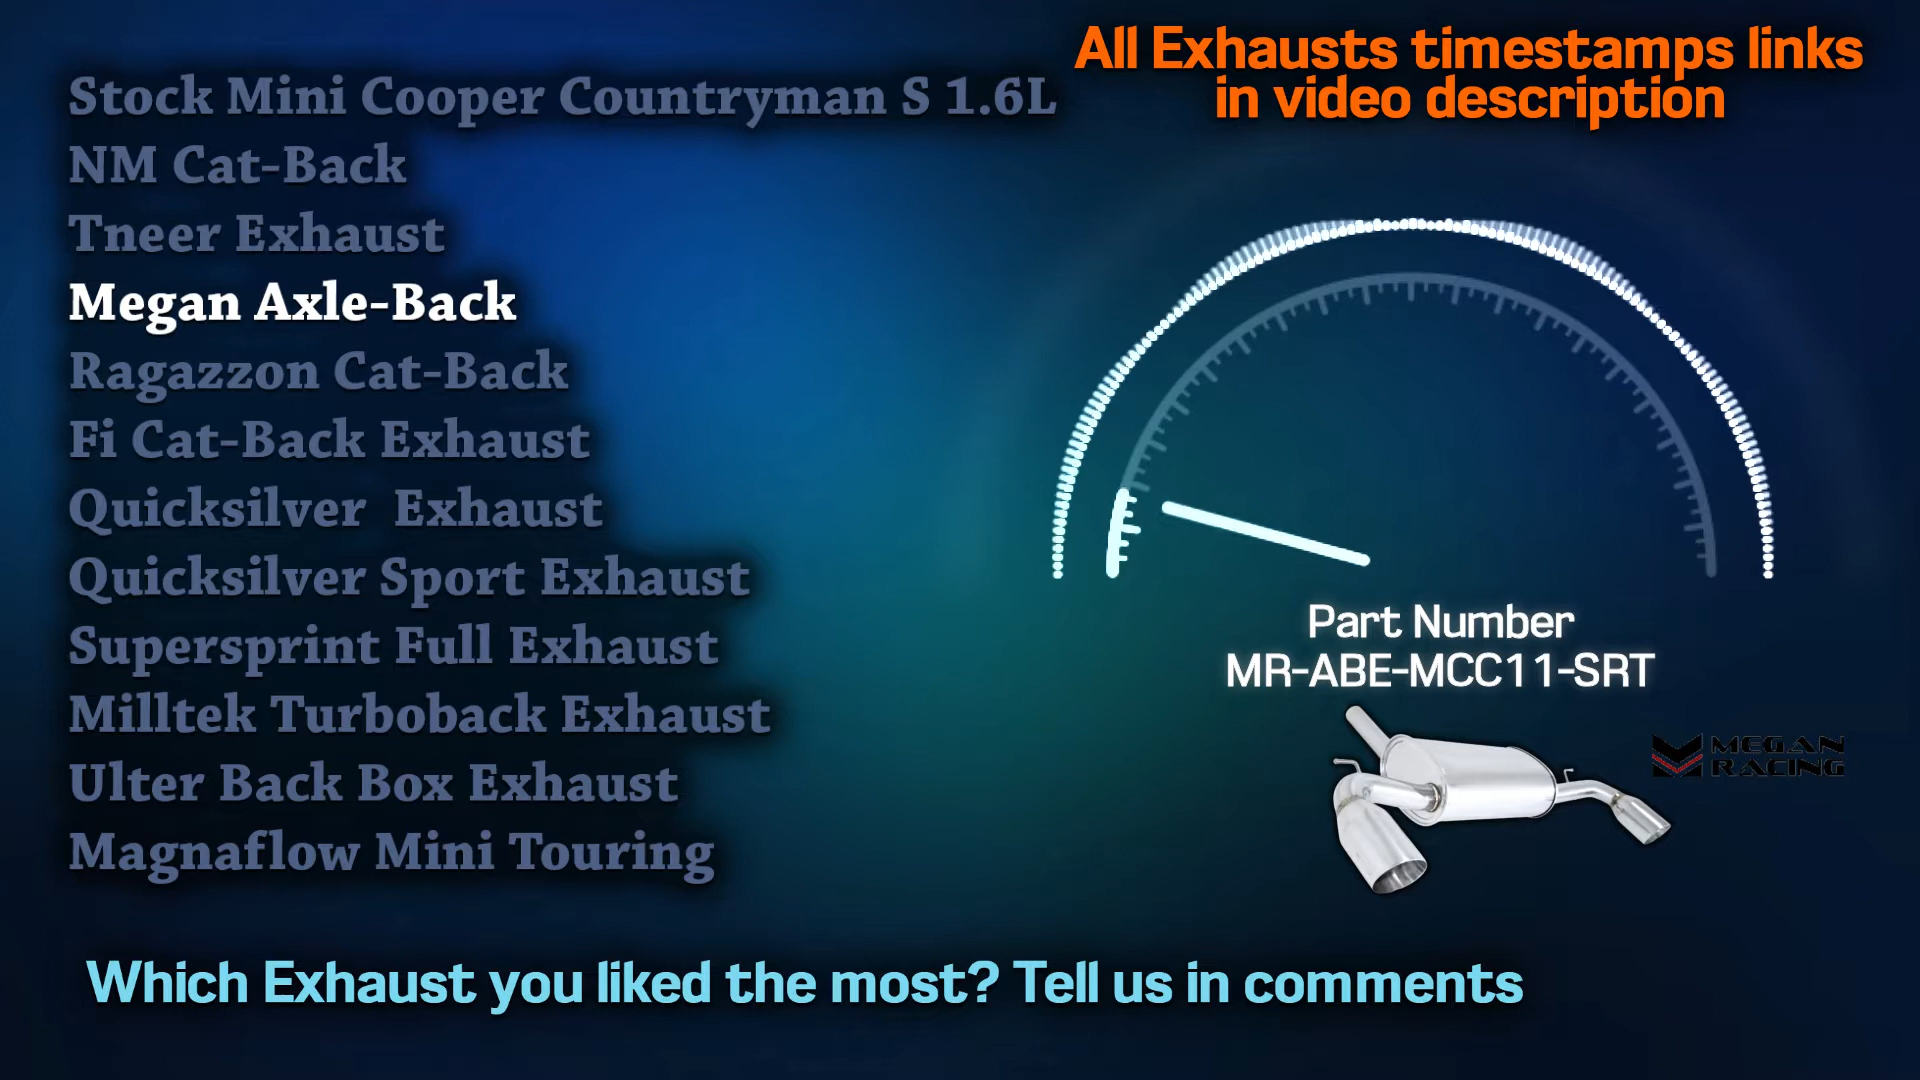 All Exhausts timestamps links
in video description
Stock Mini Cooper Countryman S 1.6L
NM Cat-Back
Tneer Exhaust
Megan Axle-Back
Ragazzon Cat-Back
Fi Cat-Back Exhaust
Quicksilver  Exhaust
Quicksilver Sport Exhaust
Supersprint Full Exhaust
Milltek Turboback Exhaust
Ulter Back Box Exhaust
Magnaflow Mini Touring
Part Number
MR-ABE-MCC11-SRT
MEGAN
RACING
Which Exhaust you liked the most? Tell us in comments